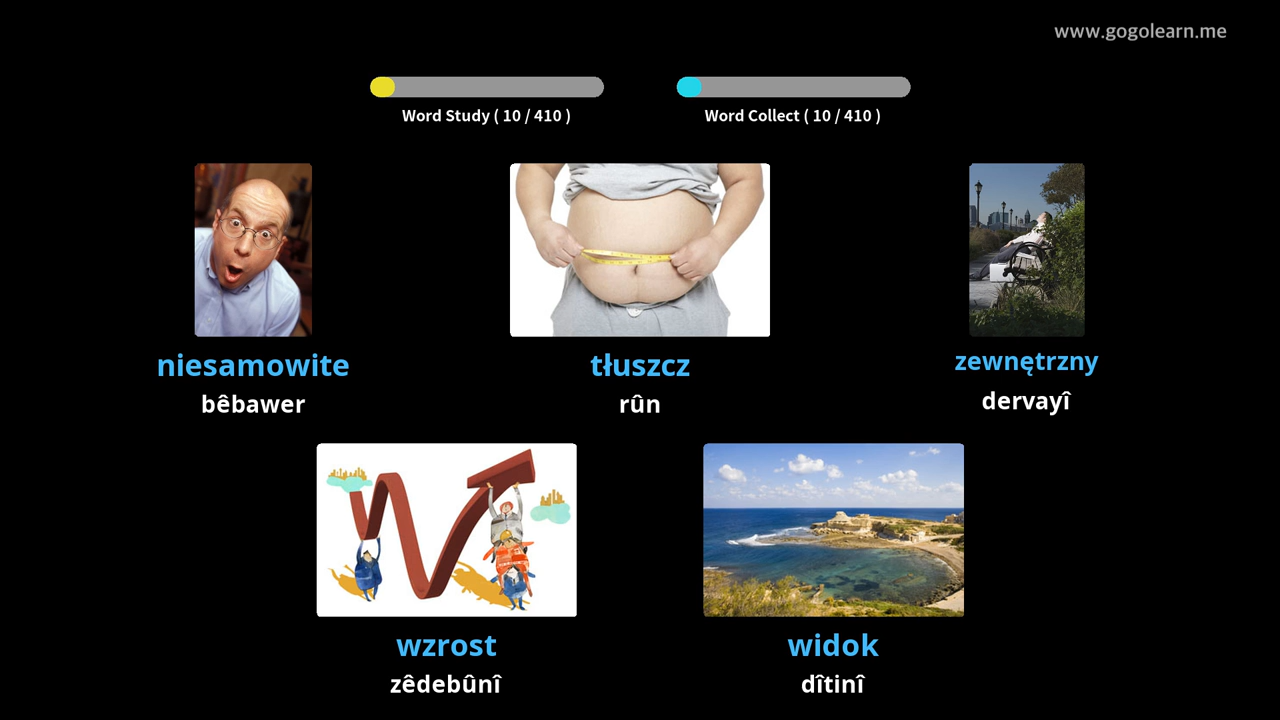 www.gogolearn.me
Word Study ( 10 / 410 )
Word Collect ( 10 / 410 )
niesamowite
bêbawer
tłuszcz
rûn
zewnętrzny
dervayî
wzrost
zêdebûnî
widok
dîtinî